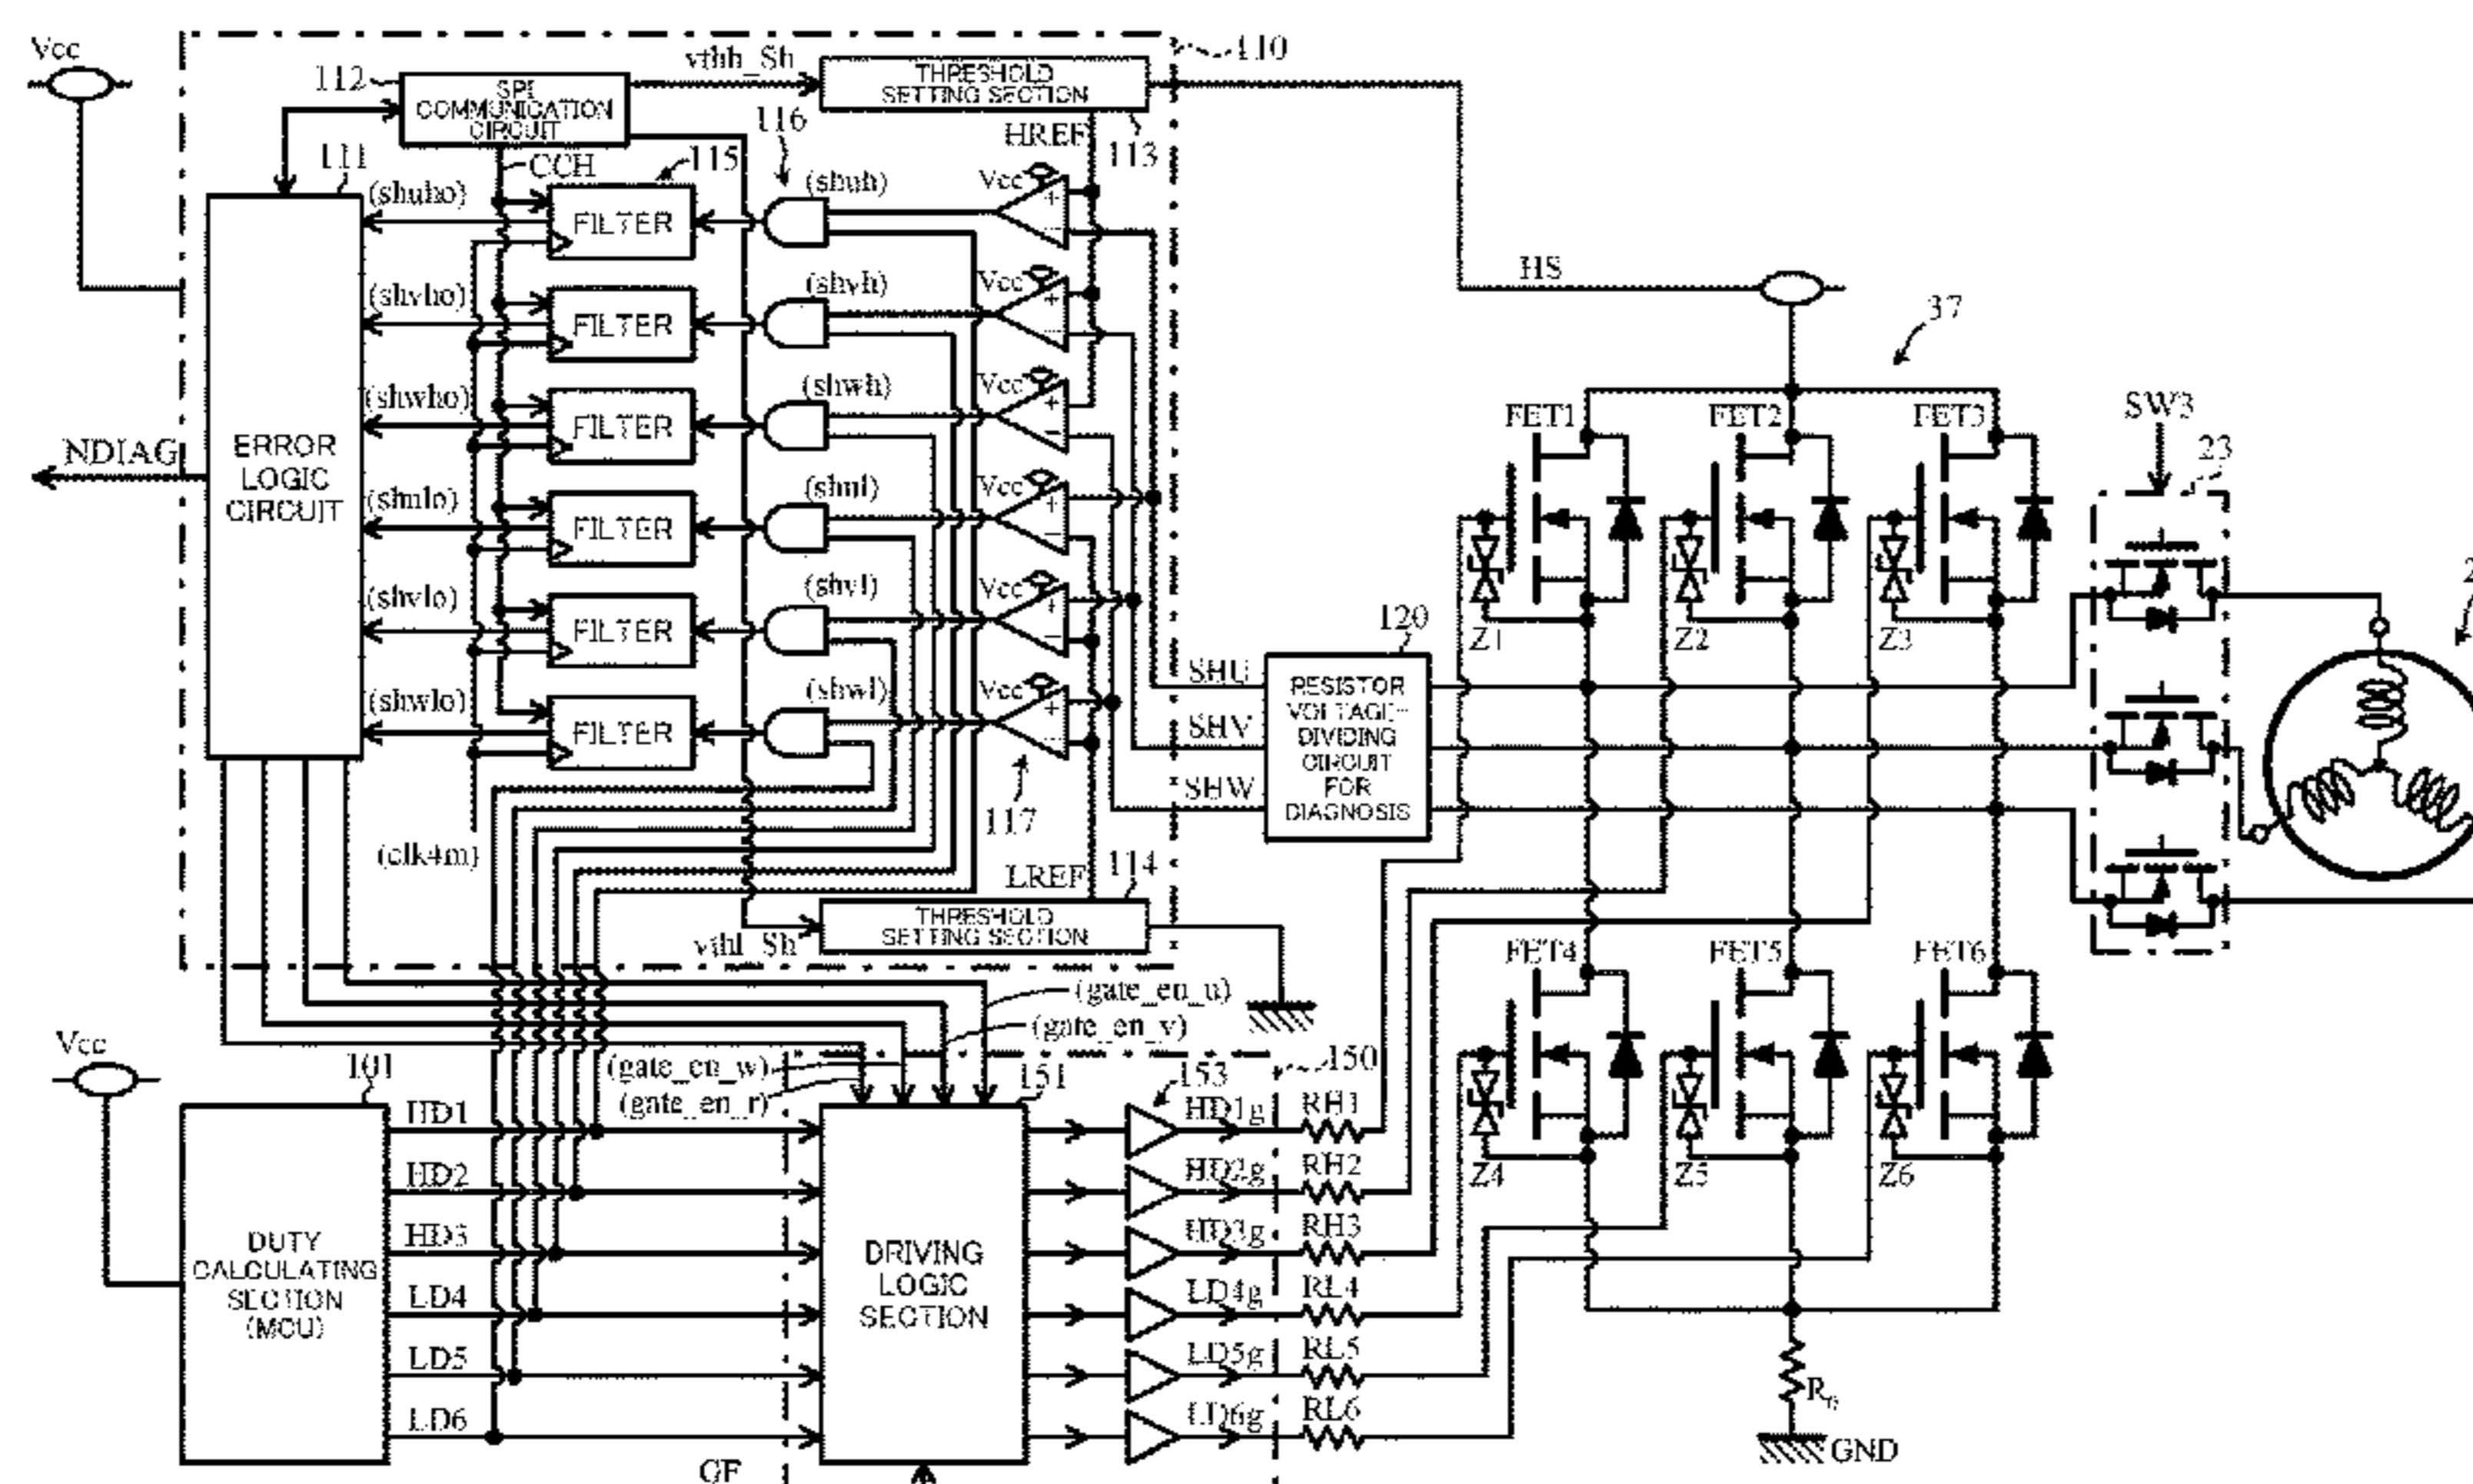 Vcc
110
vthh_Sh
THRESHOLD
SETTING SECTION
112
SPI
COMMUNICATION
CIRCUIT
116
HREF
113
111
CCH
115
(shuho)
FILTER
(shuh)
Vcc
+
−
HS
(shvho)
FILTER
(shvh)
Vcc
+
−
37
(shwho)
FILTER
(shwh)
Vcc
+
−
FET1
FET2
FET3
SW3
23
NDIAG
ERROR
LOGIC
CIRCUIT
(shulo)
FILTER
(shul)
Vcc
+
−
(shvlo)
FILTER
(shvl)
Vcc
+
−
120
Z1
Z2
Z3
(shwlo)
FILTER
(shwl)
Vcc
+
−
SHU
SHV
SHW
RESISTOR
VOLTAGE-
DIVIDING
CIRCUIT
FOR
DIAGNOSIS
117
(clk4m)
LREF
114
THRESHOLD
SETTING SECTION
vthl_Sh
FET4
FET5
FET6
(gate_en_u)
(gate_en_v)
(gate_en_w)
(gate_en_r)
Vcc
101
151
153
150
Z4
Z5
Z6
DUTY
CALCULATING
SECTION
(MCU)
HD1
HD2
HD3
LD4
LD5
LD6
DRIVING
LOGIC
SECTION
HD1g
HD2g
HD3g
LD4g
LD5g
LD6g
RH1
RH2
RH3
RL4
RL5
RL6
GND